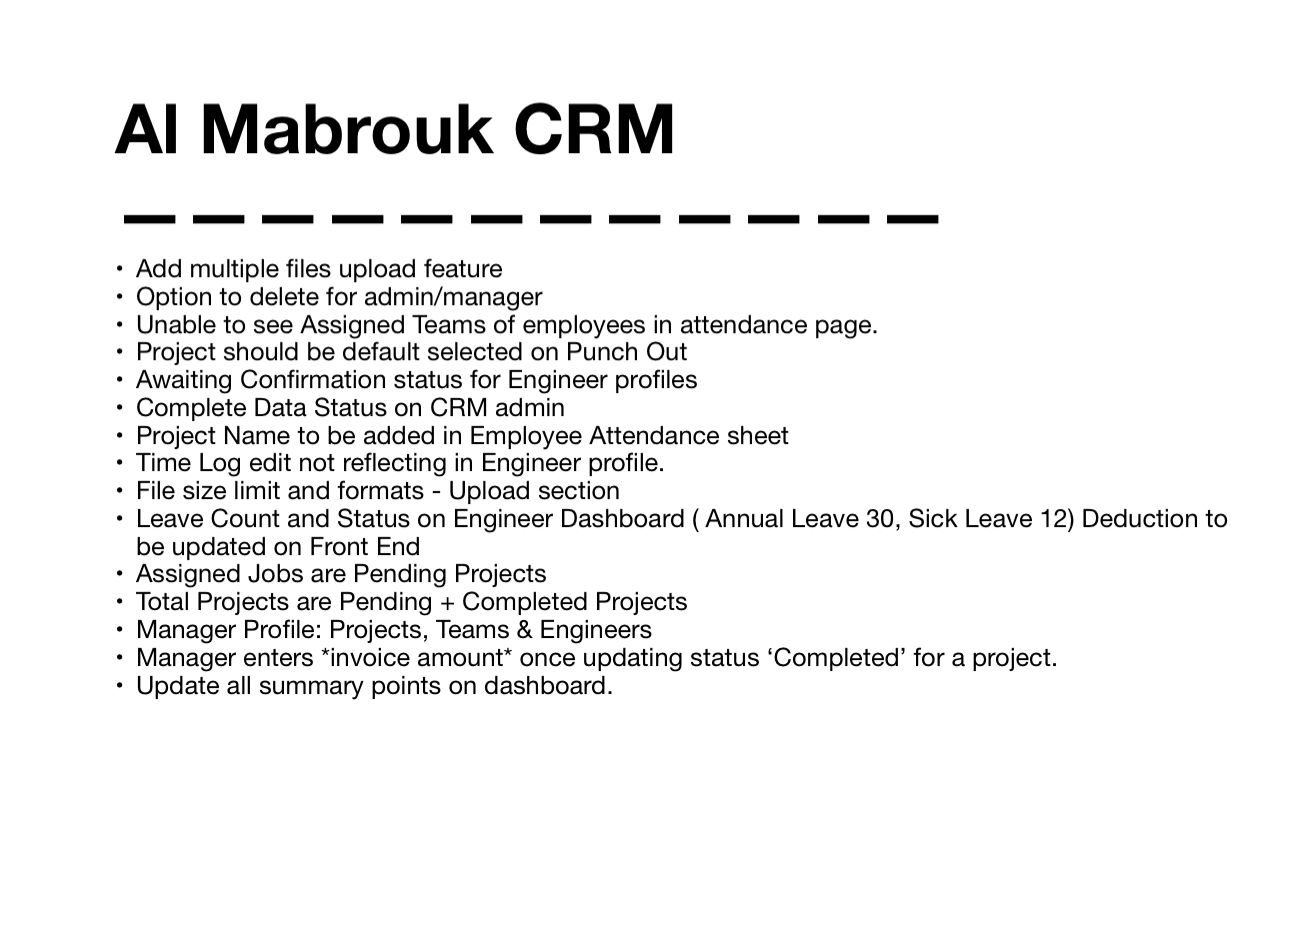 Al Mabrouk CRM
— — — — — — — — — — — —
• Add multiple files upload feature
• Option to delete for admin/manager
• Unable to see Assigned Teams of employees in attendance page.
• Project should be default selected on Punch Out
• Awaiting Confirmation status for Engineer profiles
• Complete Data Status on CRM admin
• Project Name to be added in Employee Attendance sheet
• Time Log edit not reflecting in Engineer profile.
• File size limit and formats - Upload section
• Leave Count and Status on Engineer Dashboard ( Annual Leave 30, Sick Leave 12) Deduction to
be updated on Front End
• Assigned Jobs are Pending Projects
• Total Projects are Pending + Completed Projects
• Manager Profile: Projects, Teams & Engineers
• Manager enters *invoice amount* once updating status ‘Completed’ for a project.
• Update all summary points on dashboard.